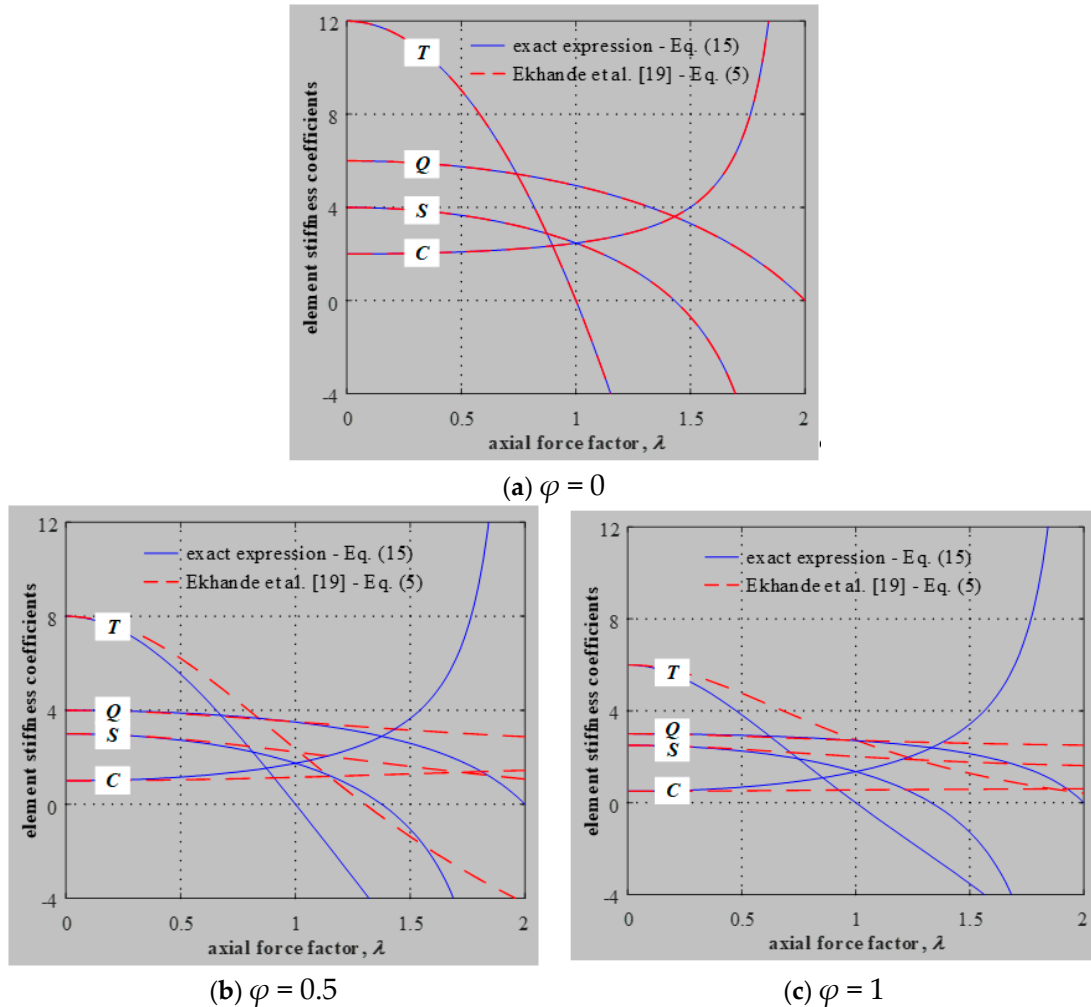 12
8
4
0
-4
element stiffness coefficients
T
Q
S
C
exact expression - Eq. (15)
Ekhande et al. [19] - Eq. (5)
0 0.5 1 1.5 2
axial force factor, λ
(a) φ = 0
12
8
4
0
-4
element stiffness coefficients
T
Q
S
C
exact expression - Eq. (15)
Ekhande et al. [19] - Eq. (5)
0 0.5 1 1.5 2
axial force factor, λ
(b) φ = 0.5
12
8
4
0
-4
element stiffness coefficients
T
Q
S
C
exact expression - Eq. (15)
Ekhande et al. [19] - Eq. (5)
0 0.5 1 1.5 2
axial force factor, λ
(c) φ = 1